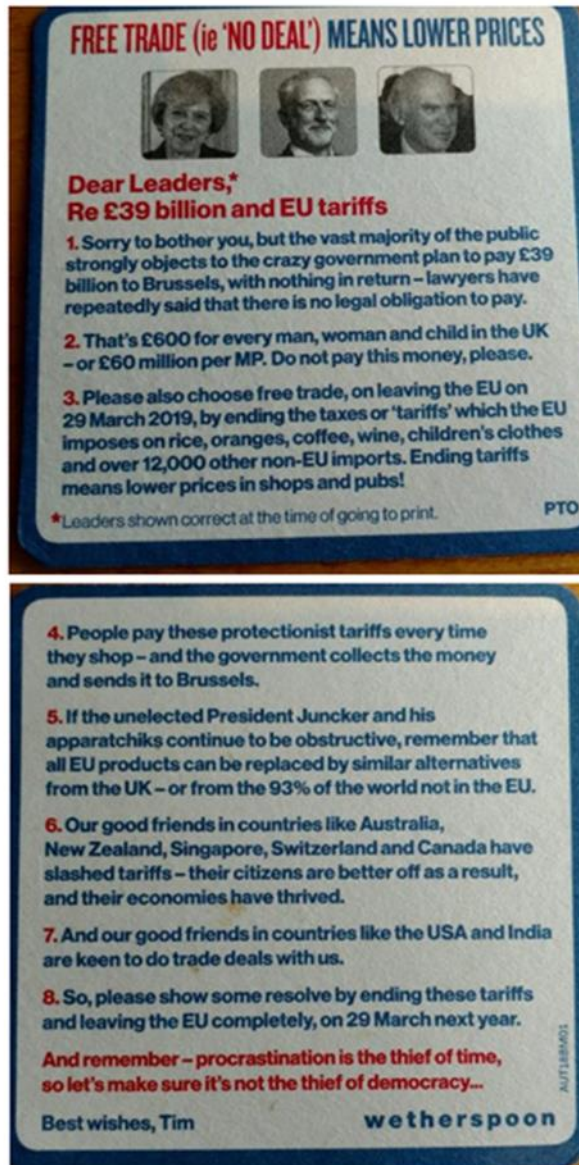 FREE TRADE (ie 'NO DEAL') MEANS LOWER PRICES
Dear Leaders,*
Re £39 billion and EU tariffs
1. Sorry to bother you, but the vast majority of the public
strongly objects to the crazy government plan to pay £39
billion to Brussels, with nothing in return – lawyers have
repeatedly said that there is no legal obligation to pay.
2. That's £600 for every man, woman and child in the UK
– or £60 million per MP. Do not pay this money, please.
3. Please also choose free trade, on leaving the EU on
29 March 2019, by ending the taxes or 'tariffs' which the EU
imposes on rice, oranges, coffee, wine, children's clothes
and over 12,000 other non-EU imports. Ending tariffs
means lower prices in shops and pubs!
*Leaders shown correct at the time of going to print.
PTO
4. People pay these protectionist tariffs every time
they shop – and the government collects the money
and sends it to Brussels.
5. If the unelected President Juncker and his
apparatchiks continue to be obstructive, remember that
all EU products can be replaced by similar alternatives
from the UK – or from the 93% of the world not in the EU.
6. Our good friends in countries like Australia,
New Zealand, Singapore, Switzerland and Canada have
slashed tariffs – their citizens are better off as a result,
and their economies have thrived.
7. And our good friends in countries like the USA and India
are keen to do trade deals with us.
8. So, please show some resolve by ending these tariffs
and leaving the EU completely, on 29 March next year.
And remember – procrastination is the thief of time,
so let's make sure it's not the thief of democracy...
Best wishes, Tim
wetherspoon
AUT18BM01